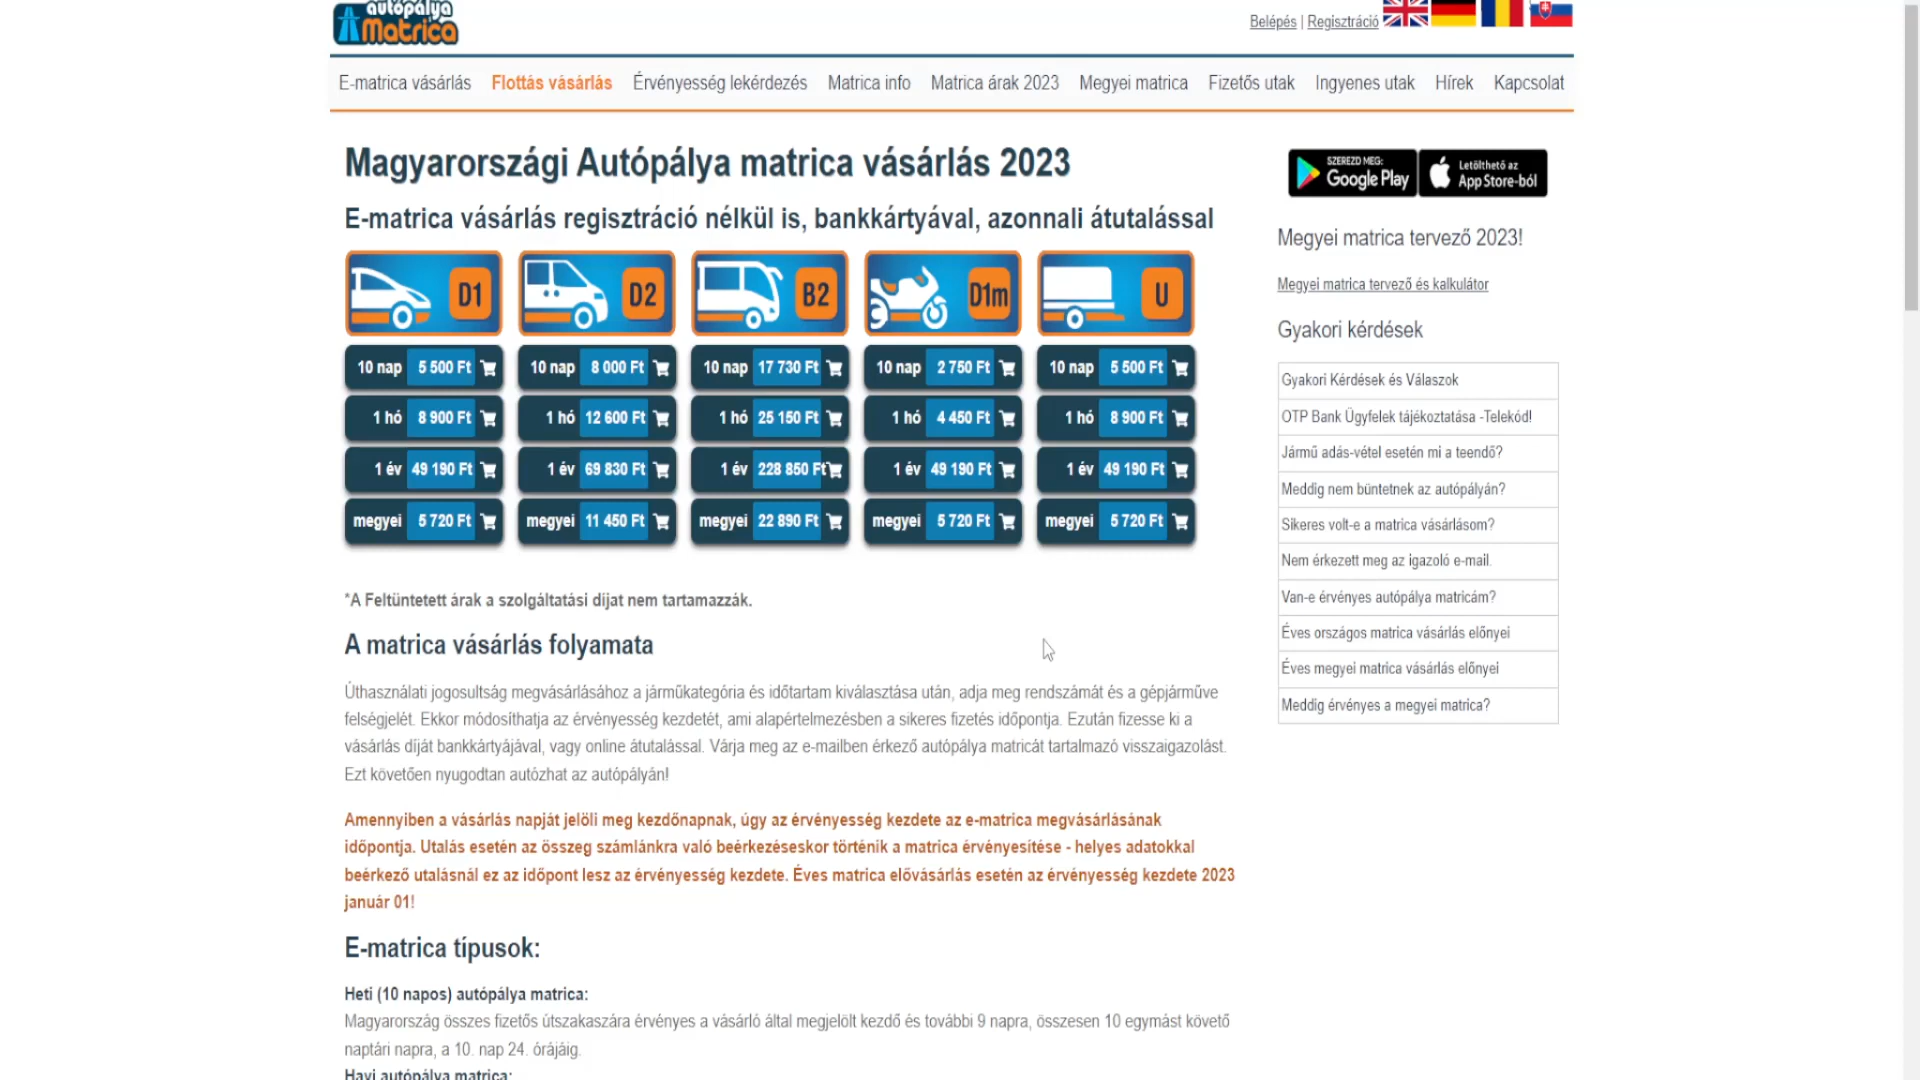 autópálya
Matrica
Belépés | Regisztráció
E-matrica vásárlás Flottás vásárlás Érvényesség lekérdezés Matrica info Matrica árak 2023 Megyei matrica Fizetős utak Ingyenes utak Hírek Kapcsolat
Magyarországi Autópálya matrica vásárlás 2023
E-matrica vásárlás regisztráció nélkül is, bankkártyával, azonnali átutalással
D1 D2 B2 D1m U
10 nap 5 500 Ft 10 nap 8 000 Ft 10 nap 17 730 Ft 10 nap 2 750 Ft 10 nap 5 500 Ft
1 hó 8 900 Ft 1 hó 12 600 Ft 1 hó 25 150 Ft 1 hó 4 450 Ft 1 hó 8 900 Ft
1 év 49 190 Ft 1 év 69 830 Ft 1 év 228 850 Ft 1 év 49 190 Ft 1 év 49 190 Ft
megyei 5 720 Ft megyei 11 450 Ft megyei 22 890 Ft megyei 5 720 Ft megyei 5 720 Ft
*A Feltüntetett árak a szolgáltatási díjat nem tartamazzák.
A matrica vásárlás folyamata
Úthasználati jogosultság megvásárlásához a járműkategória és időtartam kiválasztása után, adja meg rendszámát és a gépjárműve
felségjelét. Ekkor módosíthatja az érvényesség kezdetét, ami alapértelmezésben a sikeres fizetés időpontja. Ezután fizesse ki a
vásárlás díját bankkártyájával, vagy online átutalással. Várja meg az e-mailben érkező autópálya matricát tartalmazó visszaigazolást.
Ezt követően nyugodtan autózhat az autópályán!
Amennyiben a vásárlás napját jelöli meg kezdőnapnak, úgy az érvényesség kezdete az e-matrica megvásárlásának
időpontja. Utalás esetén az összeg számlánkra való beérkezéseskor történik a matrica érvényesítése - helyes adatokkal
beérkező utalásnál ez az időpont lesz az érvényesség kezdete. Éves matrica elővásárlás esetén az érvényesség kezdete 2023
január 01!
E-matrica típusok:
Heti (10 napos) autópálya matrica:
Magyarország összes fizetős útszakaszára érvényes a vásárló által megjelölt kezdő és további 9 napra, összesen 10 egymást követő
naptári napra, a 10. nap 24. órájáig.
Havi autópálya matrica:
SZEREZD MEG:
Google Play
Letölthető az
App Store-ból
Megyei matrica tervező 2023!
Megyei matrica tervező és kalkulátor
Gyakori kérdések
Gyakori Kérdések és Válaszok
OTP Bank Ügyfelek tájékoztatása -Telekód!
Jármű adás-vétel esetén mi a teendő?
Meddig nem büntetnek az autópályán?
Sikeres volt-e a matrica vásárlásom?
Nem érkezett meg az igazoló e-mail.
Van-e érvényes autópálya matricám?
Éves országos matrica vásárlás előnyei
Éves megyei matrica vásárlás előnyei
Meddig érvényes a megyei matrica?